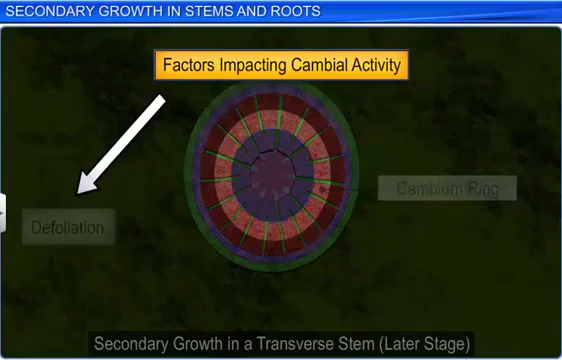 SECONDARY GROWTH IN STEMS AND ROOTS
Factors Impacting Cambial Activity
Cambium Ring
Defoliation
Secondary Growth in a Transverse Stem (Later Stage)